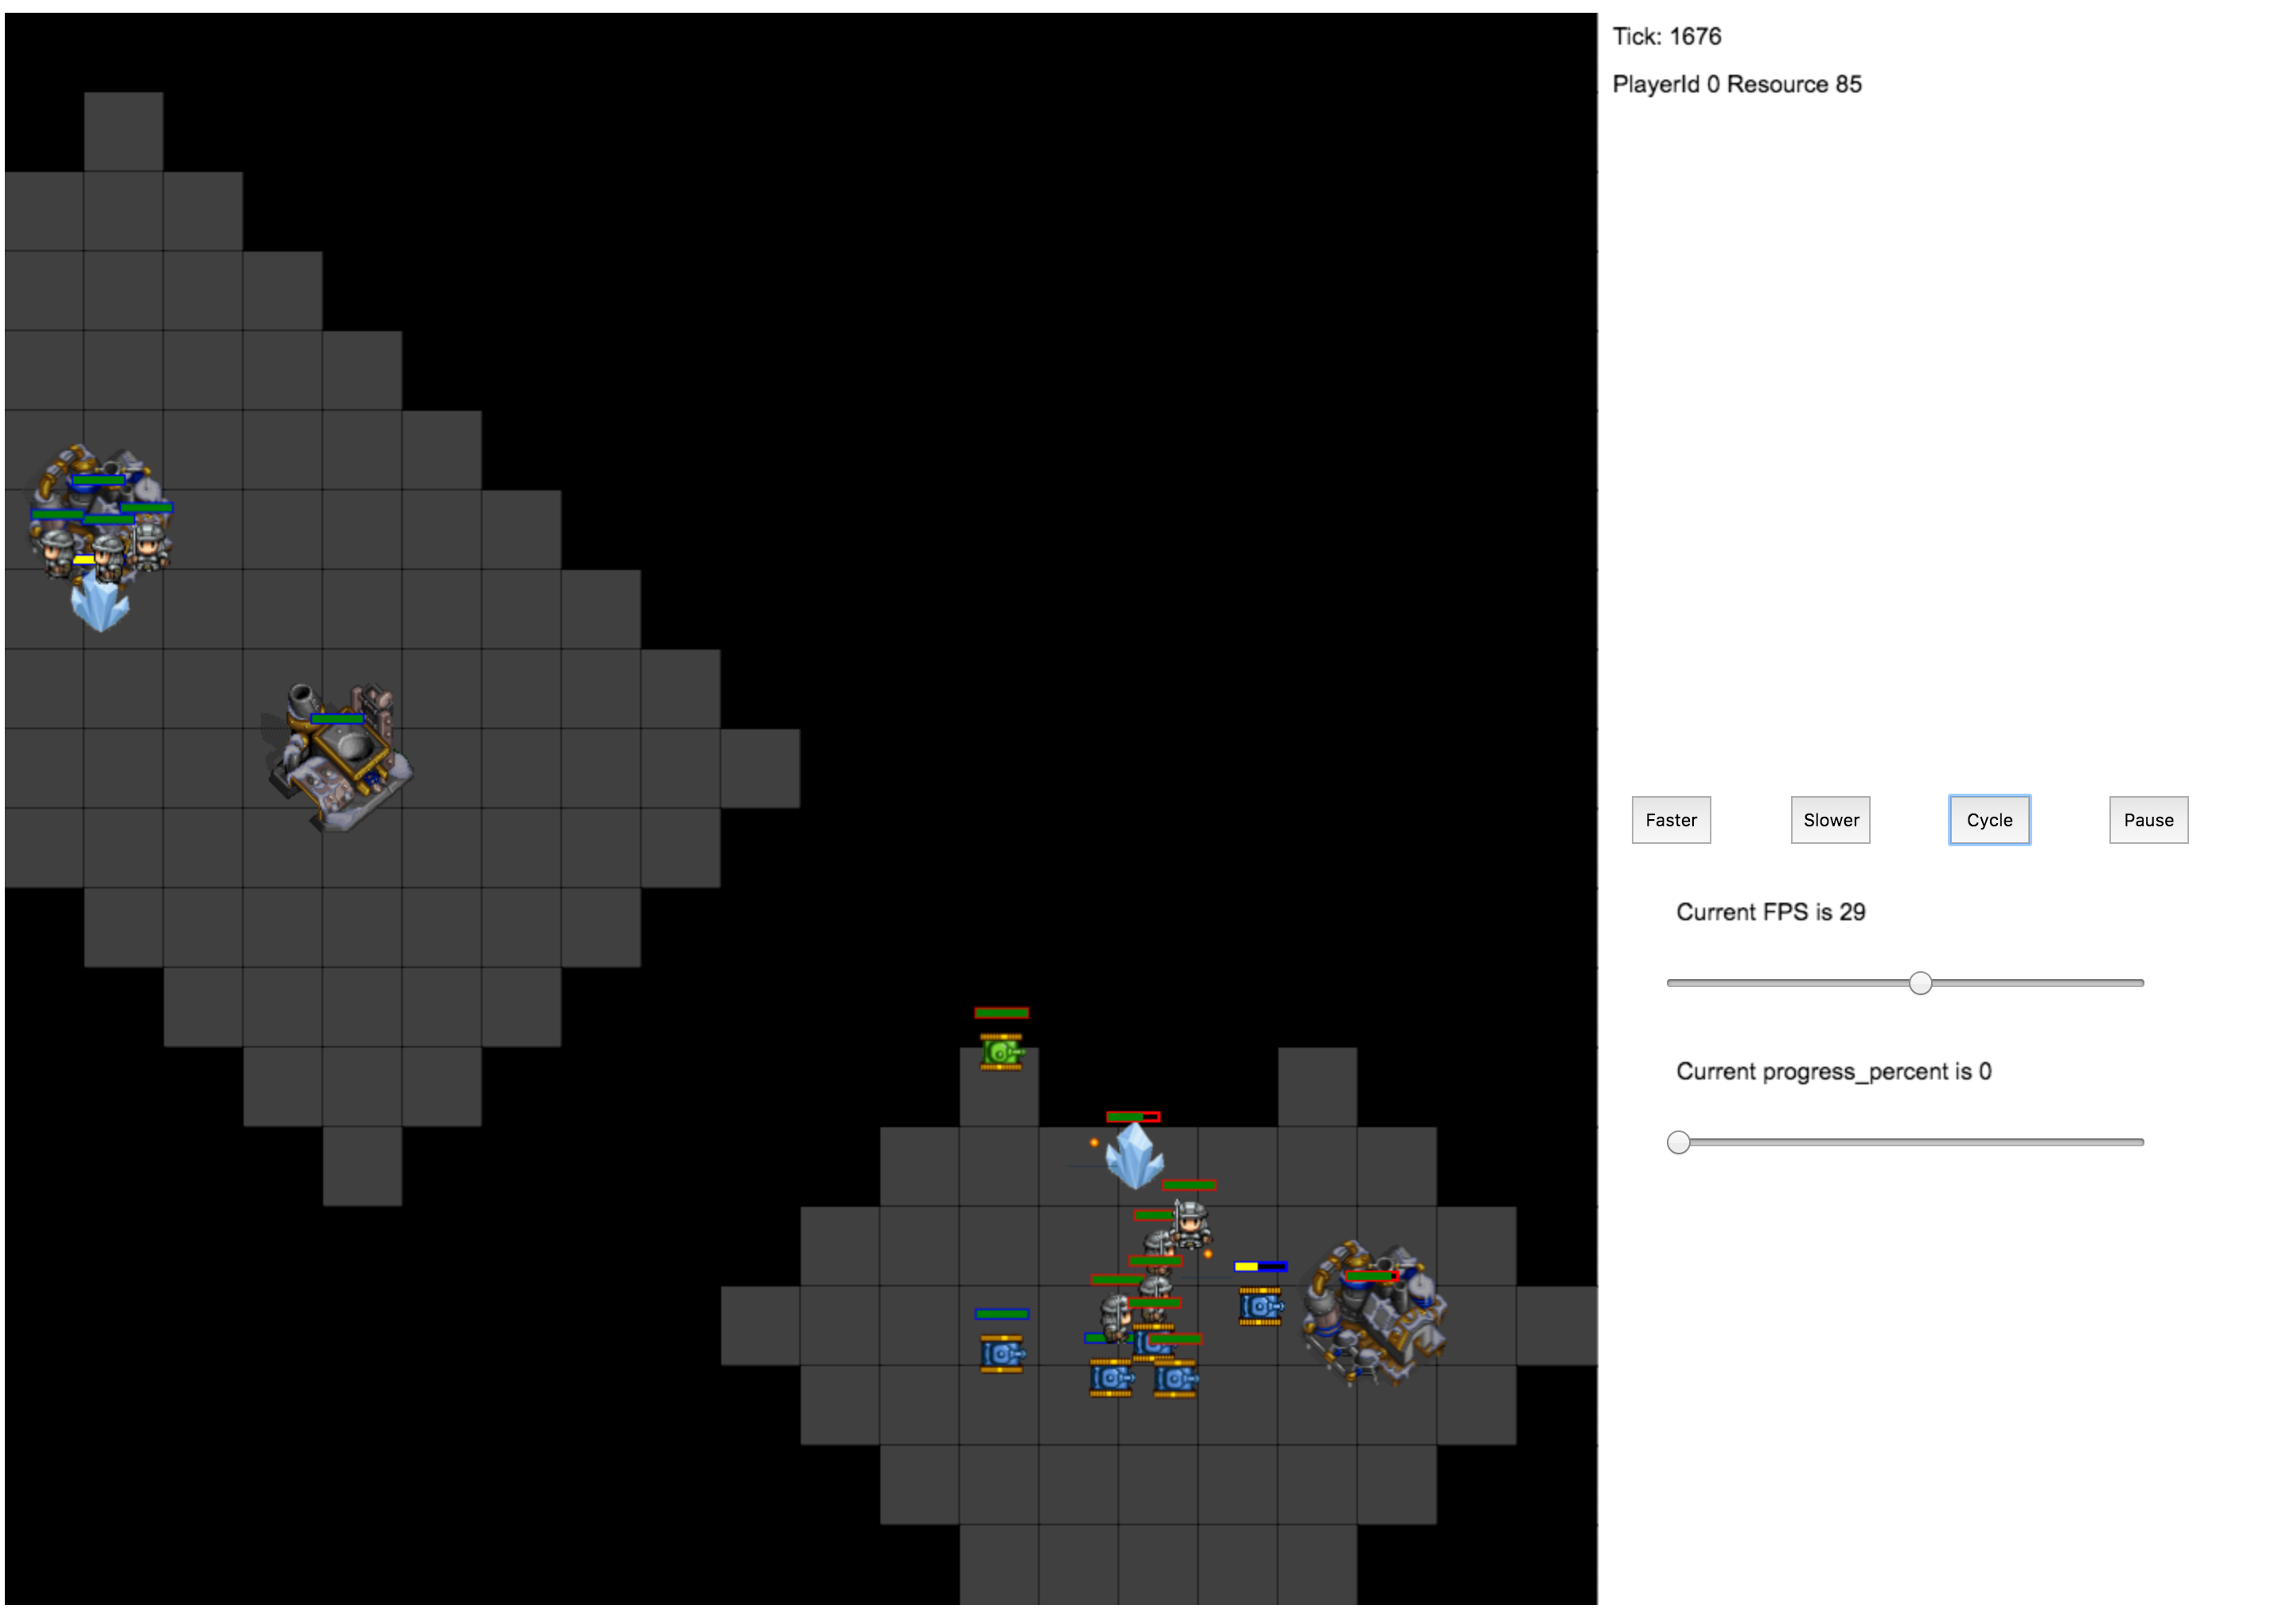 Tick: 1676
PlayerId 0 Resource 85
Faster Slower Cycle Pause
Current FPS is 29
Current progress_percent is 0